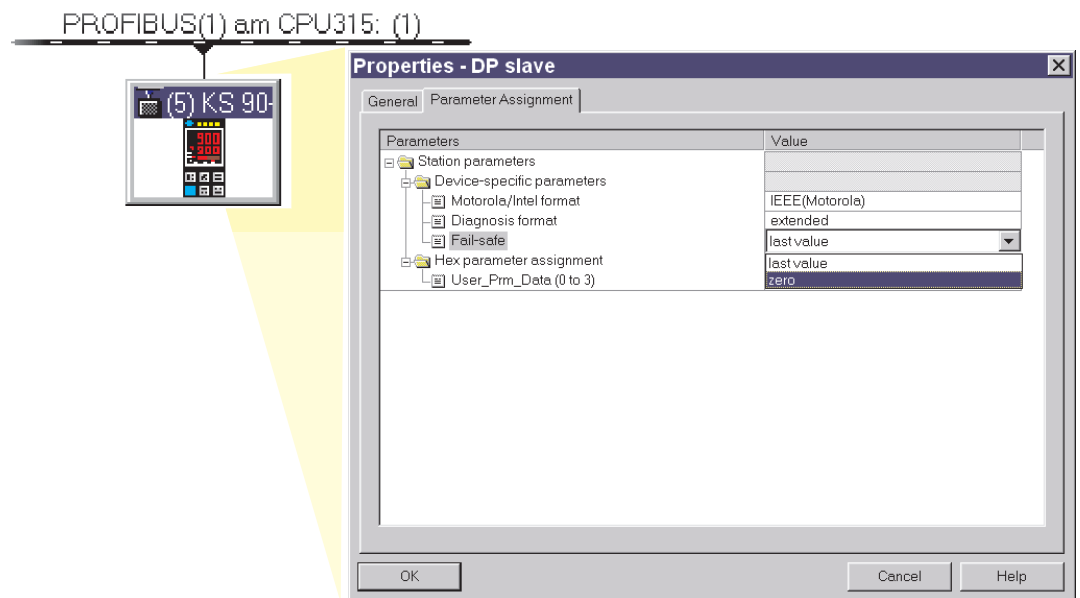 PROFIBUS(1) am CPU315: (1)
(5) KS 90-
900
Properties - DP slave
General Parameter Assignment
Parameters Value
Station parameters
Device-specific parameters
Motorola/Intel format IEEE(Motorola)
Diagnosis format extended
Fail-safe last value
Hex parameter assignment last value
User_Prm_Data (0 to 3) zero
OK Cancel Help